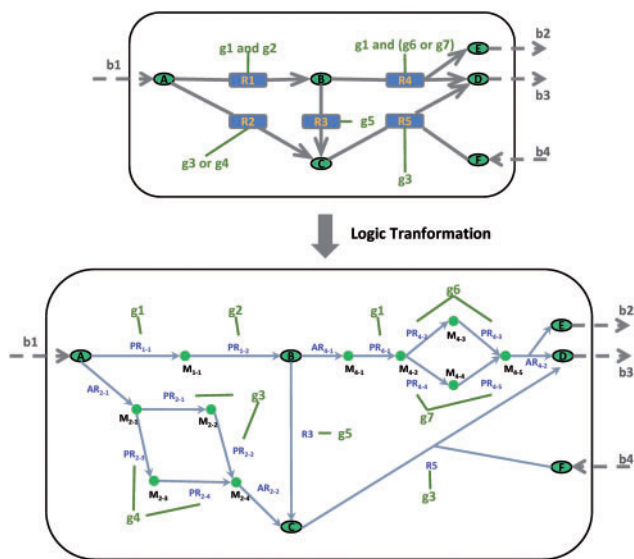 g1 and g2
g1 and (g6 or g7)
E
b2
b1
A
R1
B
R4
D
b3
R2
R3
g5
R5
b4
g3 or g4
C
F
g3
Logic Tranformation
g6
g1
g2
g1
E
b2
b1
A
PR1-1
PR1-2
B
AR4-1
PR4-1
PR4-2
PR4-3
D
M1-1
M4-1
M4-2
M4-3
M4-5
AR4-2
b3
AR2-1
PR2-1
g3
M4-4
PR4-4
PR4-5
M2-1
M2-2
g7
R3
g5
PR2-3
PR2-2
M2-3
PR2-4
M2-4
AR2-2
R5
F
b4
g4
g3
C